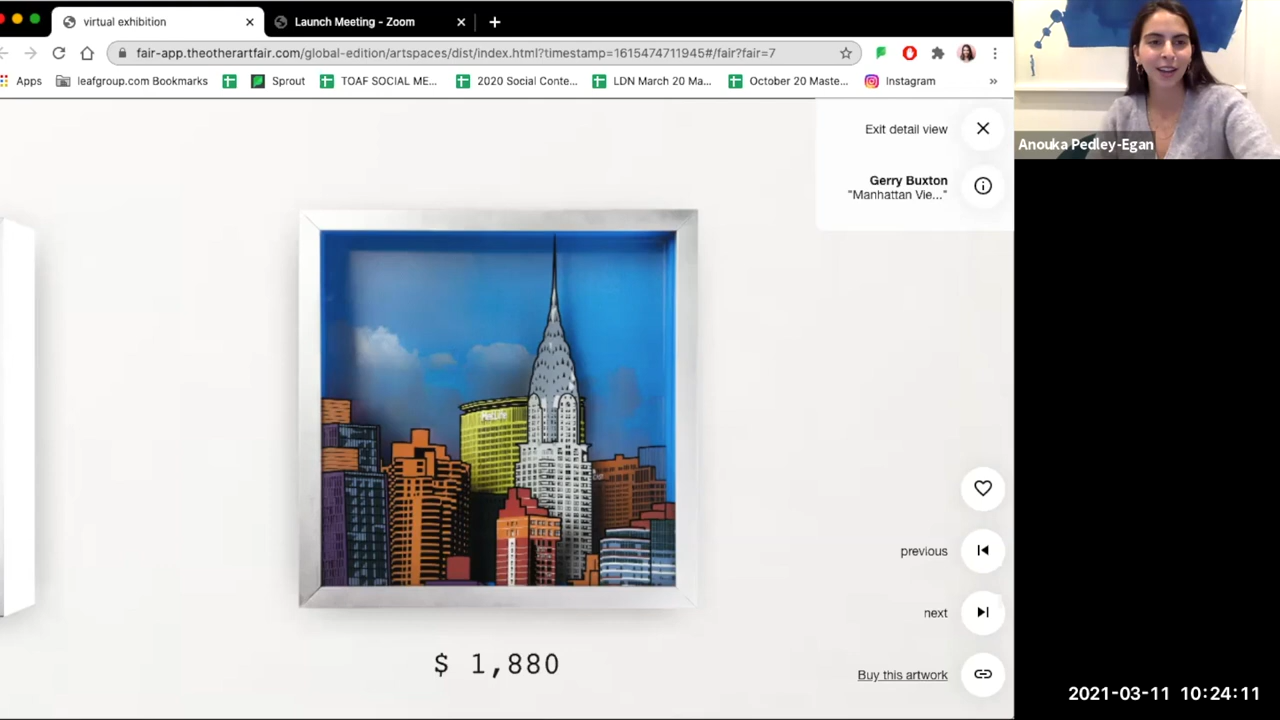 virtual exhibition
Launch Meeting - Zoom
fair-app.theotherartfair.com/global-edition/artspaces/dist/index.html?timestamp=1615474711945#/fair?fair=7
Apps
leafgroup.com Bookmarks
Sprout
TOAF SOCIAL ME...
2020 Social Conte...
LDN March 20 Ma...
October 20 Maste...
Instagram
»
Exit detail view
Gerry Buxton
"Manhattan Vie..."
Anouka Pedley-Egan
MetLife
previous
next
$ 1,880
Buy this artwork
2021-03-11 10:24:11